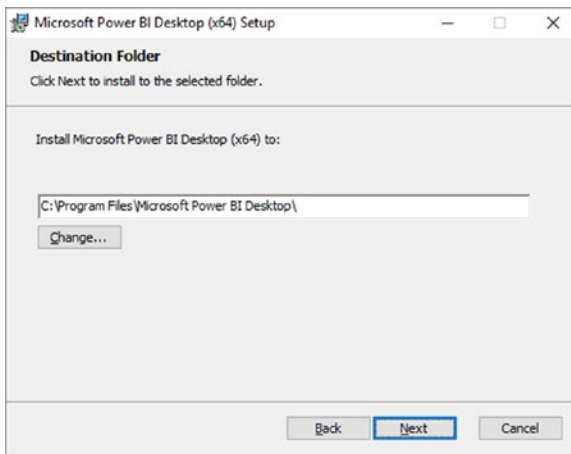 Microsoft Power BI Desktop (x64) Setup
Destination Folder
Click Next to install to the selected folder.
Install Microsoft Power BI Desktop (x64) to:
C:\Program Files\Microsoft Power BI Desktop\
Change...
Back Next Cancel